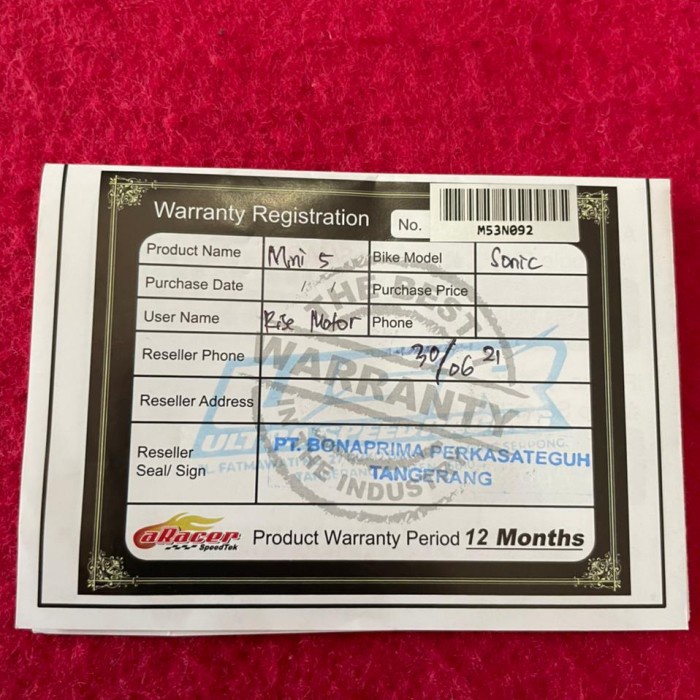 Warranty Registration No. M53N092
Product Name Mini 5 Bike Model Sonic
Purchase Date Purchase Price
User Name Rise Motor Phone
Reseller Phone 30/06 21
Reseller Address
Reseller
Seal/ Sign
PT. BONAPRIMA PERKASATEGUH
TANGERANG
THE BEST
WARRANTY
IN THE INDUSTRY
aRacer
SpeedTek
Product Warranty Period 12 Months